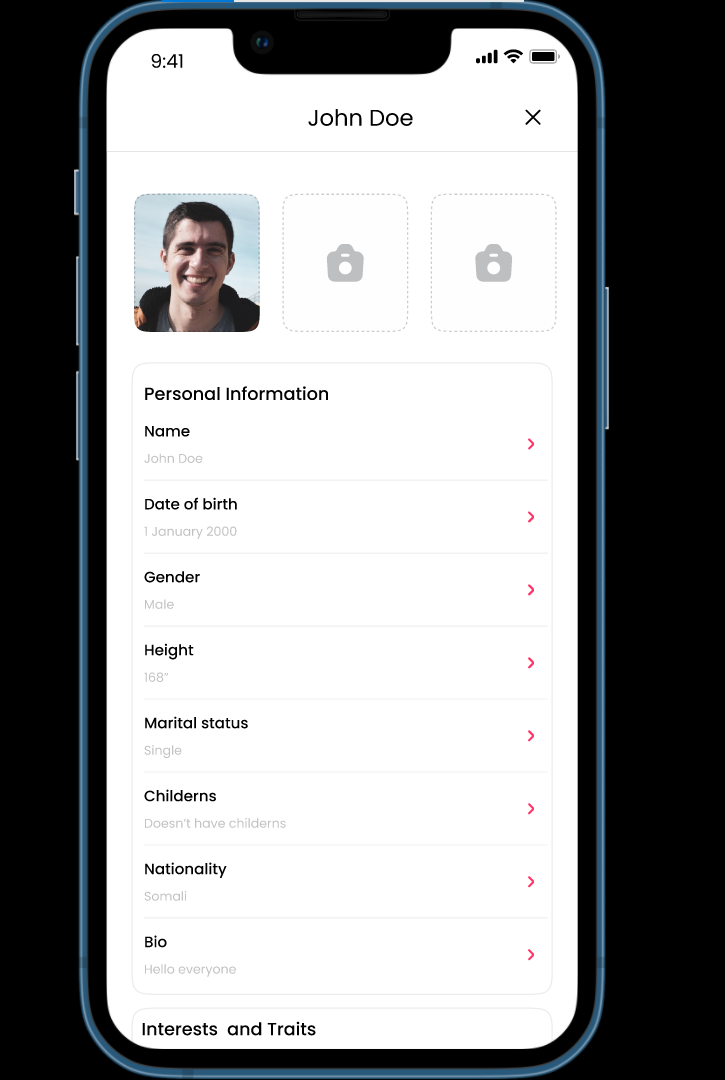 9:41
John Doe
Personal Information
Name
John Doe
Date of birth
1 January 2000
Gender
Male
Height
168”
Marital status
Single
Childerns
Doesn’t have childerns
Nationality
Somali
Bio
Hello everyone
Interests  and Traits